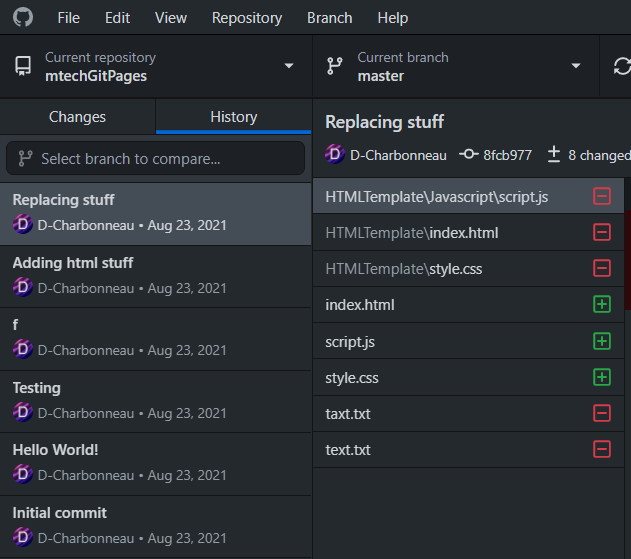 File Edit View Repository Branch Help
Current repository
mtechGitPages
Current branch
master
Changes
History
Select branch to compare...
Replacing stuff
D-Charbonneau • Aug 23, 2021
Adding html stuff
D-Charbonneau • Aug 23, 2021
f
D-Charbonneau • Aug 23, 2021
Testing
D-Charbonneau • Aug 23, 2021
Hello World!
D-Charbonneau • Aug 23, 2021
Initial commit
D-Charbonneau • Aug 23, 2021
Replacing stuff
D-Charbonneau 8fcb977 8 changed
HTMLTemplate\Javascript\script.js
HTMLTemplate\index.html
HTMLTemplate\style.css
index.html
script.js
style.css
taxt.txt
text.txt